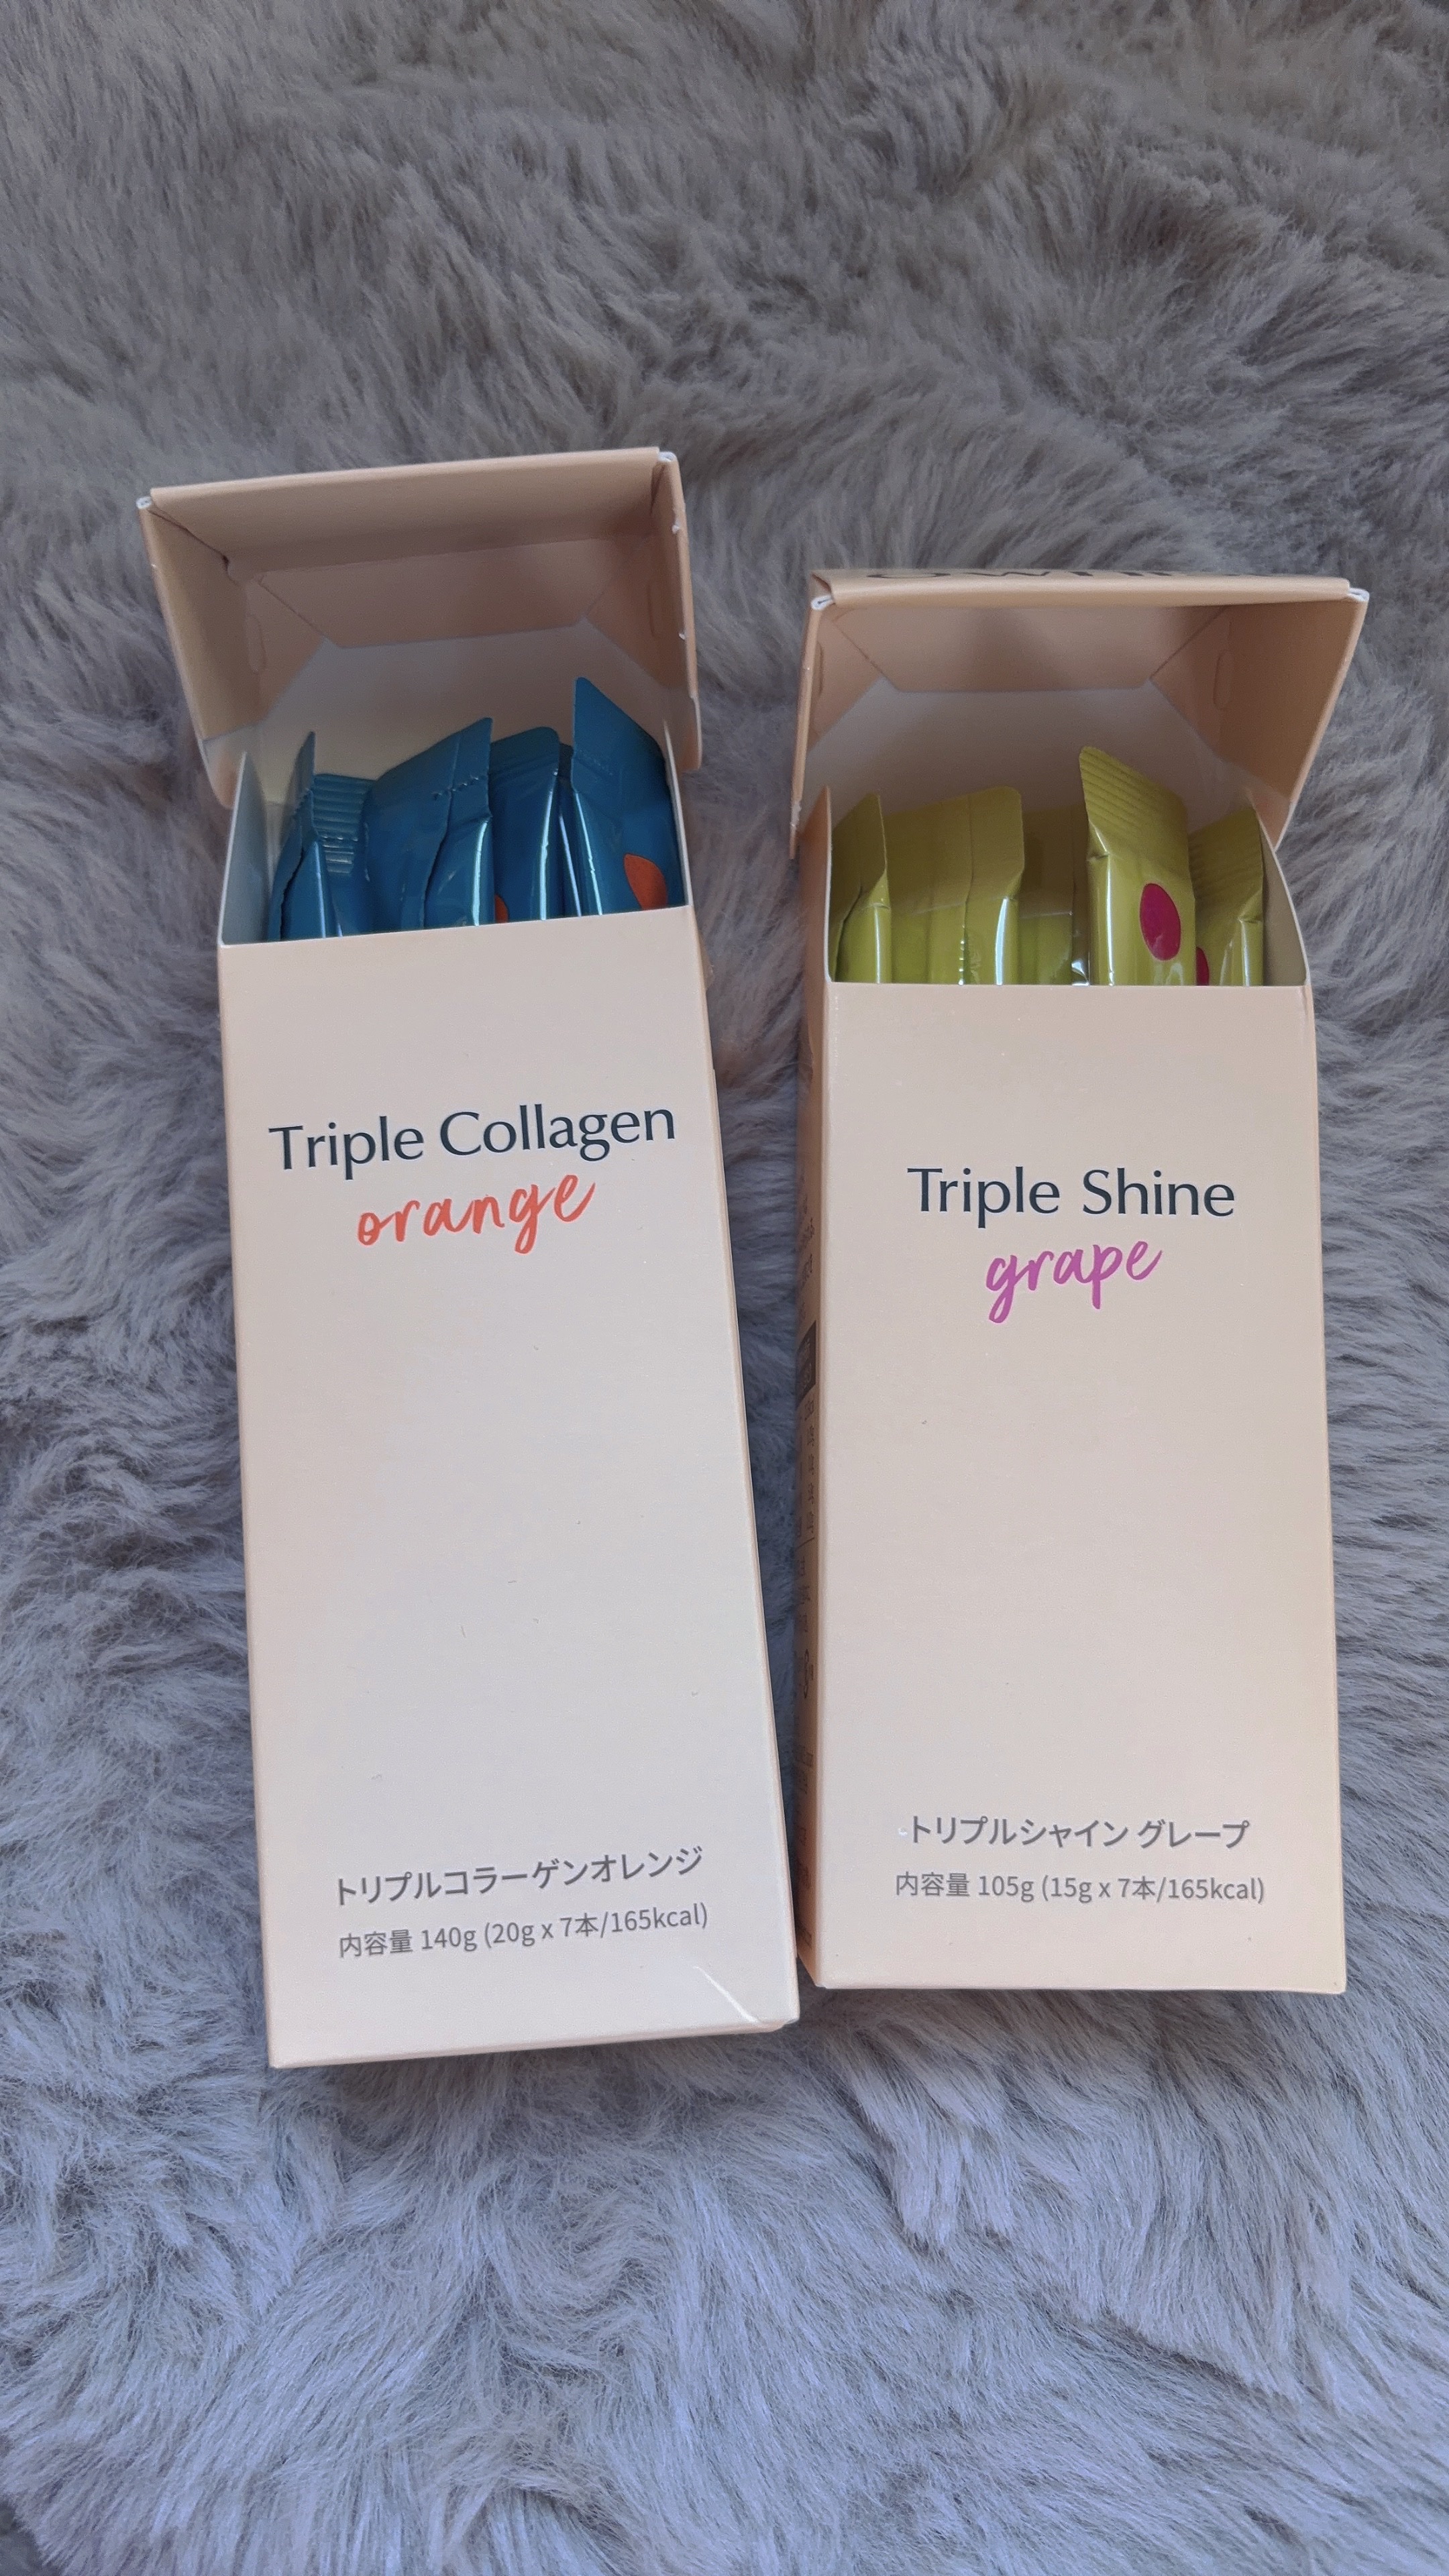 Triple Collagen
orange
トリプルコラーゲンオレンジ
内容量 140g (20g x 7本/165kcal)
Triple Shine
grape
トリプルシャイン グレープ
内容量 105g (15g x 7本/165kcal)